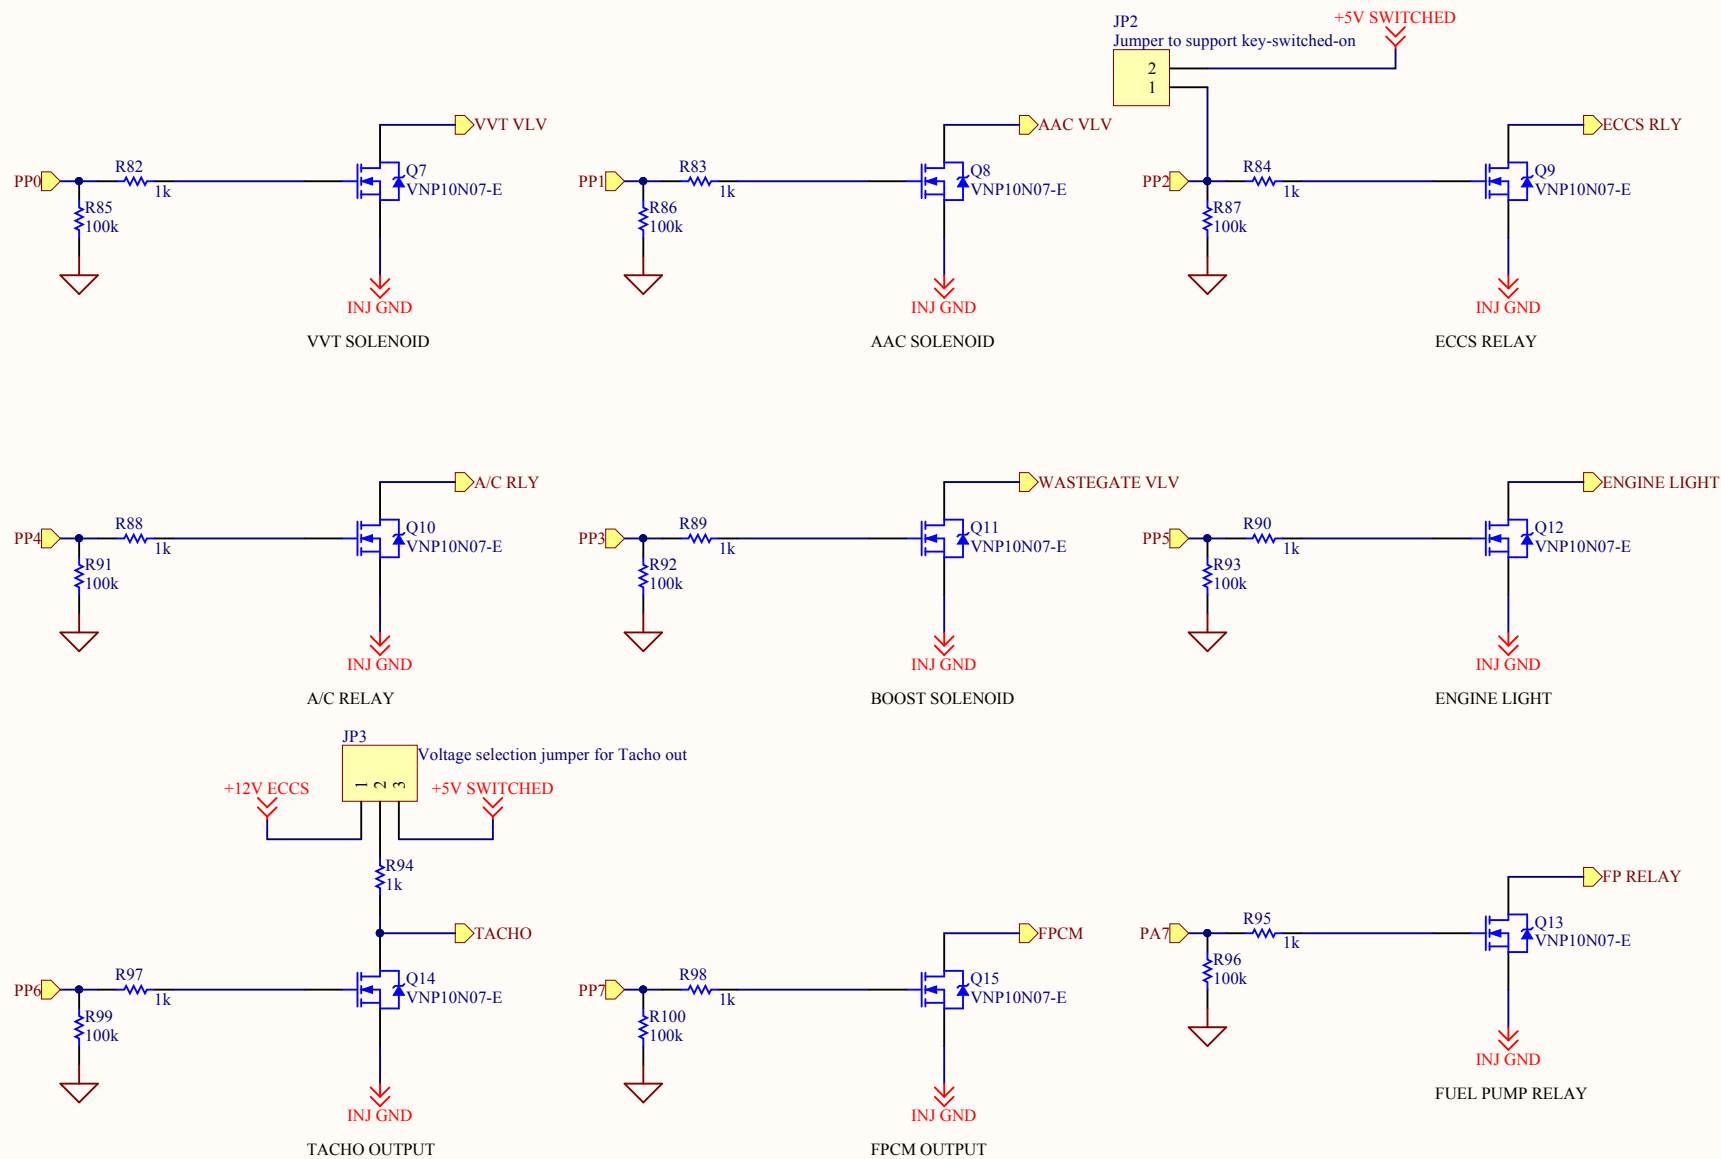 JP2
Jumper to support key-switched-on
+5V SWITCHED
2
1
PP0
R82
1k
R85
100k
Q7
VNP10N07-E
VVT VLV
INJ GND
VVT SOLENOID
PP1
R83
1k
R86
100k
Q8
VNP10N07-E
AAC VLV
INJ GND
AAC SOLENOID
PP2
R84
1k
R87
100k
Q9
VNP10N07-E
ECCS RLY
INJ GND
ECCS RELAY
PP4
R88
1k
R91
100k
Q10
VNP10N07-E
A/C RLY
INJ GND
A/C RELAY
PP3
R89
1k
R92
100k
Q11
VNP10N07-E
WASTEGATE VLV
INJ GND
BOOST SOLENOID
PP5
R90
1k
R93
100k
Q12
VNP10N07-E
ENGINE LIGHT
INJ GND
ENGINE LIGHT
JP3
Voltage selection jumper for Tacho out
1
2
3
+12V ECCS
+5V SWITCHED
R94
1k
TACHO
PP6
R97
1k
R99
100k
Q14
VNP10N07-E
INJ GND
TACHO OUTPUT
PP7
R98
1k
R100
100k
Q15
VNP10N07-E
FPCM
INJ GND
FPCM OUTPUT
PA7
R95
1k
R96
100k
Q13
VNP10N07-E
FP RELAY
INJ GND
FUEL PUMP RELAY